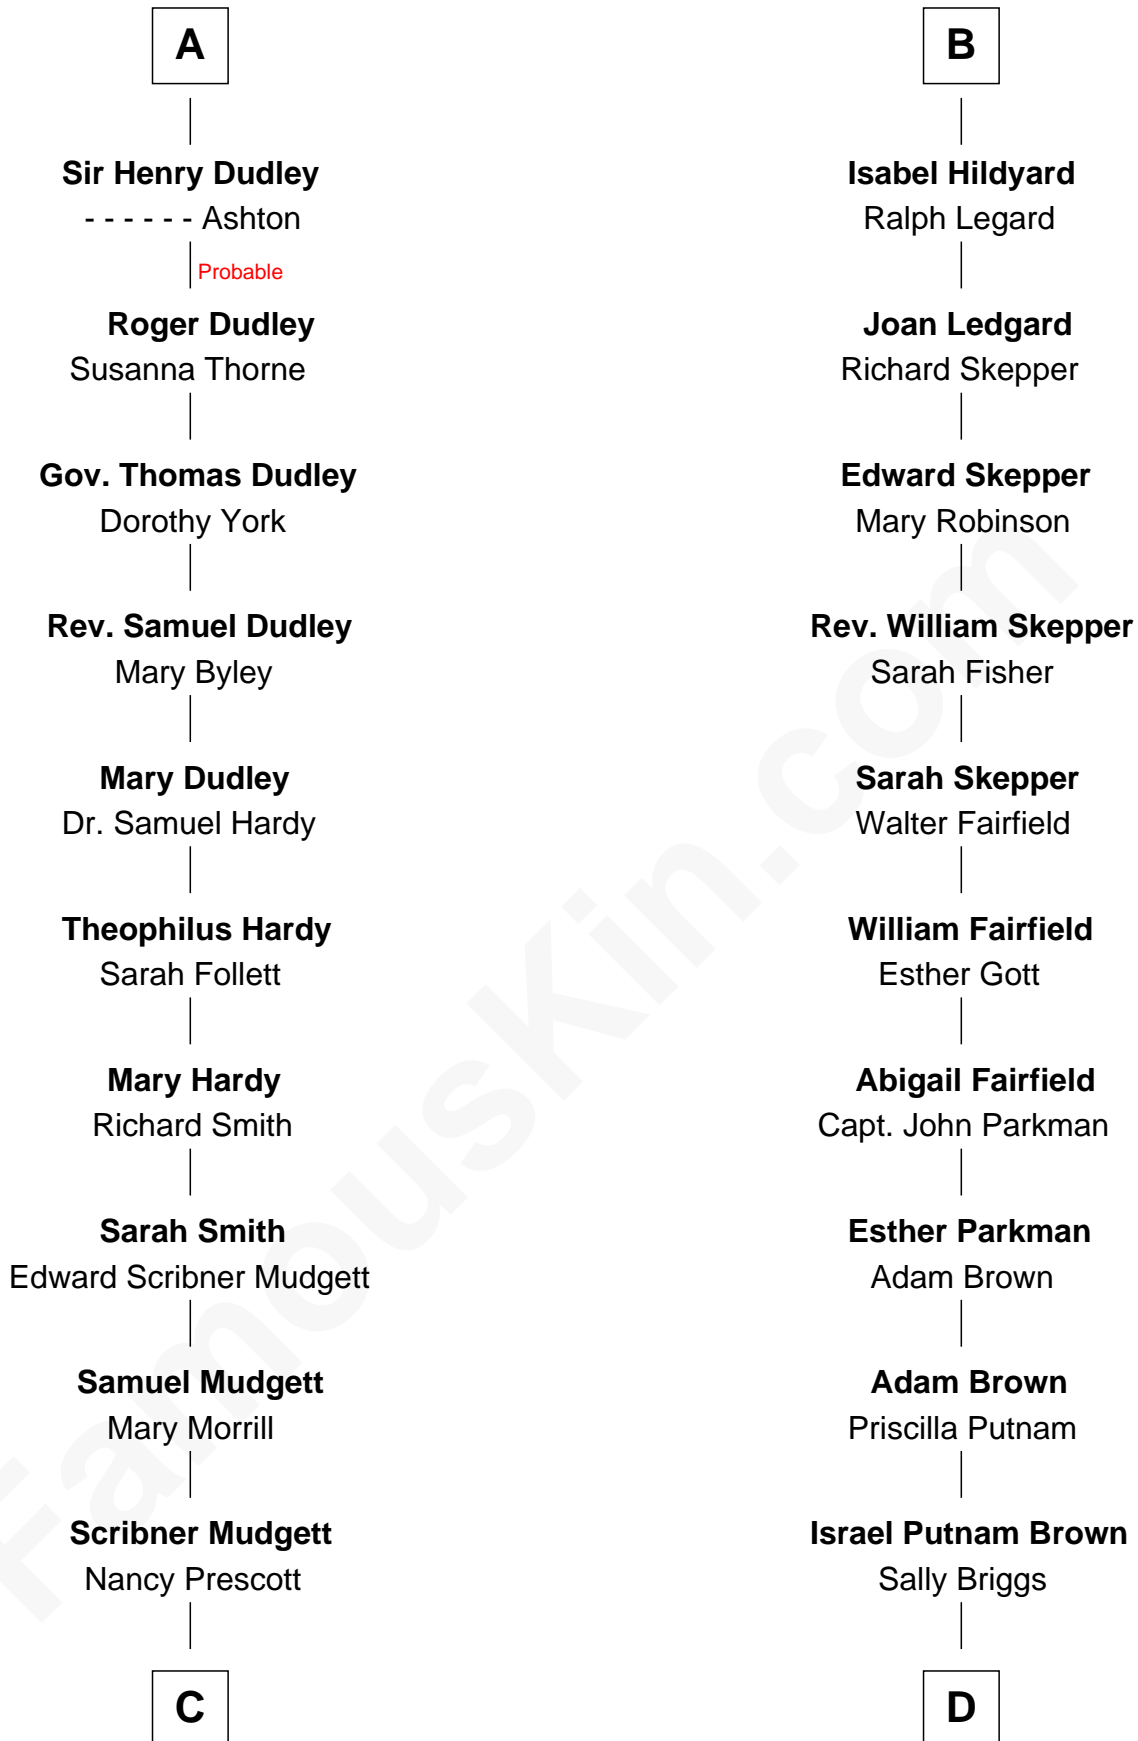 A
Sir Henry Dudley
- - - - - - Ashton
Probable
Roger Dudley
Susanna Thorne
Gov. Thomas Dudley
Dorothy York
Rev. Samuel Dudley
Mary Byley
Mary Dudley
Dr. Samuel Hardy
Theophilus Hardy
Sarah Follett
Mary Hardy
Richard Smith
Sarah Smith
Edward Scribner Mudgett
Samuel Mudgett
Mary Morrill
Scribner Mudgett
Nancy Prescott
C
B
Isabel Hildyard
Ralph Legard
Joan Ledgard
Richard Skepper
Edward Skepper
Mary Robinson
Rev. William Skepper
Sarah Fisher
Sarah Skepper
Walter Fairfield
William Fairfield
Esther Gott
Abigail Fairfield
Capt. John Parkman
Esther Parkman
Adam Brown
Adam Brown
Priscilla Putnam
Israel Putnam Brown
Sally Briggs
D
FamousKin.com